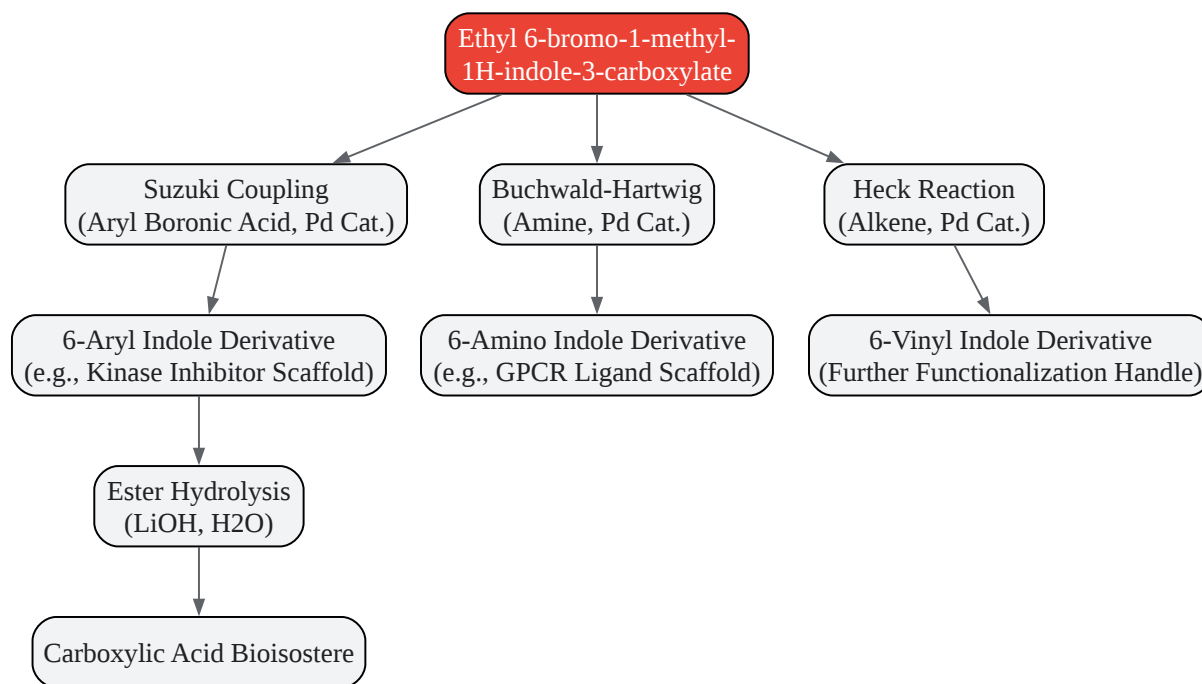 Ethyl 6-bromo-1-methyl-
1H-indole-3-carboxylate
Suzuki Coupling
(Aryl Boronic Acid, Pd Cat.)
Buchwald-Hartwig
(Amine, Pd Cat.)
Heck Reaction
(Alkene, Pd Cat.)
6-Aryl Indole Derivative
(e.g., Kinase Inhibitor Scaffold)
6-Amino Indole Derivative
(e.g., GPCR Ligand Scaffold)
6-Vinyl Indole Derivative
(Further Functionalization Handle)
Ester Hydrolysis
(LiOH, H2O)
Carboxylic Acid Bioisostere